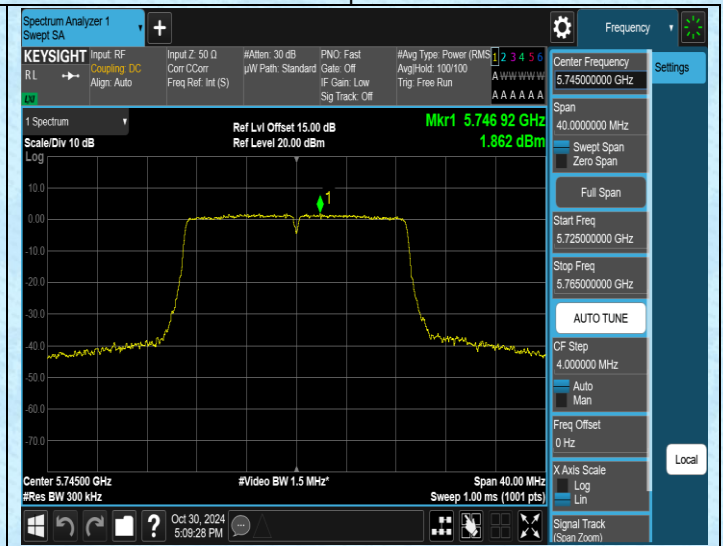 Spectrum Analyzer 1
Swept SA
Frequency
KEYSIGHT
RL
LXI
Input: RF
Coupling: DC
Align: Auto
Input Z: 50 Ω
Corr CCorr
Freq Ref: Int (S)
#Atten: 30 dB
µW Path: Standard
PNO: Fast
Gate: Off
IF Gain: Low
Sig Track: Off
#Avg Type: Power (RMS
Avg|Hold: 100/100
Trig: Free Run
1 2 3 4 5 6
A W W W W W
A A A A A A
1 Spectrum
Scale/Div 10 dB
Log
Ref Lvl Offset 15.00 dB
Ref Level 20.00 dBm
Mkr1 5.746 92 GHz
1.862 dBm
10.0
0.00
-10.0
-20.0
-30.0
-40.0
-50.0
-60.0
-70.0
1
Center 5.74500 GHz
#Res BW 300 kHz
#Video BW 1.5 MHz*
Span 40.00 MHz
Sweep 1.00 ms (1001 pts)
Oct 30, 2024
5:09:28 PM
Center Frequency
5.745000000 GHz
Span
40.0000000 MHz
Swept Span
Zero Span
Full Span
Start Freq
5.725000000 GHz
Stop Freq
5.765000000 GHz
AUTO TUNE
CF Step
4.000000 MHz
Auto
Man
Freq Offset
0 Hz
X Axis Scale
Log
Lin
Signal Track
(Span Zoom)
Settings
Local